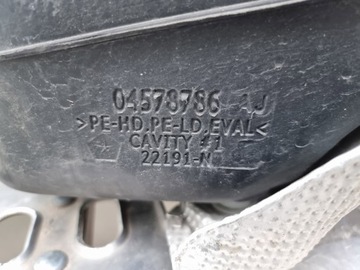 04578786 AJ
>PE-HD.PE-LD.EVAL<
CAVITY #1
22191-N